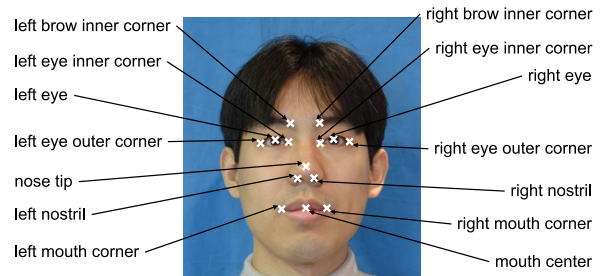 left brow inner corner
left eye inner corner
left eye
left eye outer corner
nose tip
left nostril
left mouth corner
right brow inner corner
right eye inner corner
right eye
right eye outer corner
right nostril
right mouth corner
mouth center